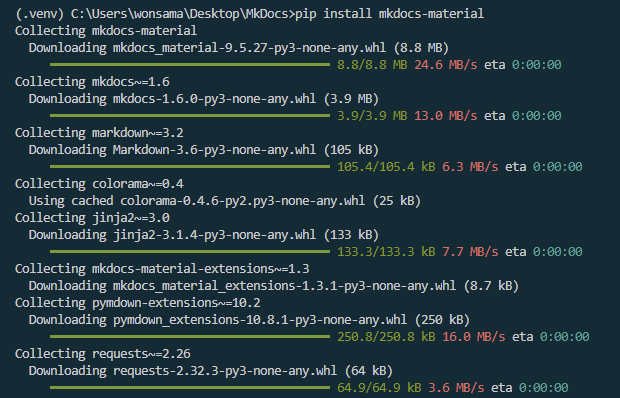 (.venv) C:\Users\wonsama\Desktop\MkDocs>pip install mkdocs-material
Collecting mkdocs-material
  Downloading mkdocs_material-9.5.27-py3-none-any.whl (8.8 MB)
     8.8/8.8 MB 24.6 MB/s eta 0:00:00
Collecting mkdocs~=1.6
  Downloading mkdocs-1.6.0-py3-none-any.whl (3.9 MB)
     3.9/3.9 MB 13.0 MB/s eta 0:00:00
Collecting markdown~=3.2
  Downloading Markdown-3.6-py3-none-any.whl (105 kB)
     105.4/105.4 kB 6.3 MB/s eta 0:00:00
Collecting colorama~=0.4
  Using cached colorama-0.4.6-py2.py3-none-any.whl (25 kB)
Collecting jinja2~=3.0
  Downloading jinja2-3.1.4-py3-none-any.whl (133 kB)
     133.3/133.3 kB 7.7 MB/s eta 0:00:00
Collecting mkdocs-material-extensions~=1.3
  Downloading mkdocs_material_extensions-1.3.1-py3-none-any.whl (8.7 kB)
Collecting pymdown-extensions~=10.2
  Downloading pymdown_extensions-10.8.1-py3-none-any.whl (250 kB)
     250.8/250.8 kB 16.0 MB/s eta 0:00:00
Collecting requests~=2.26
  Downloading requests-2.32.3-py3-none-any.whl (64 kB)
     64.9/64.9 kB 3.6 MB/s eta 0:00:00